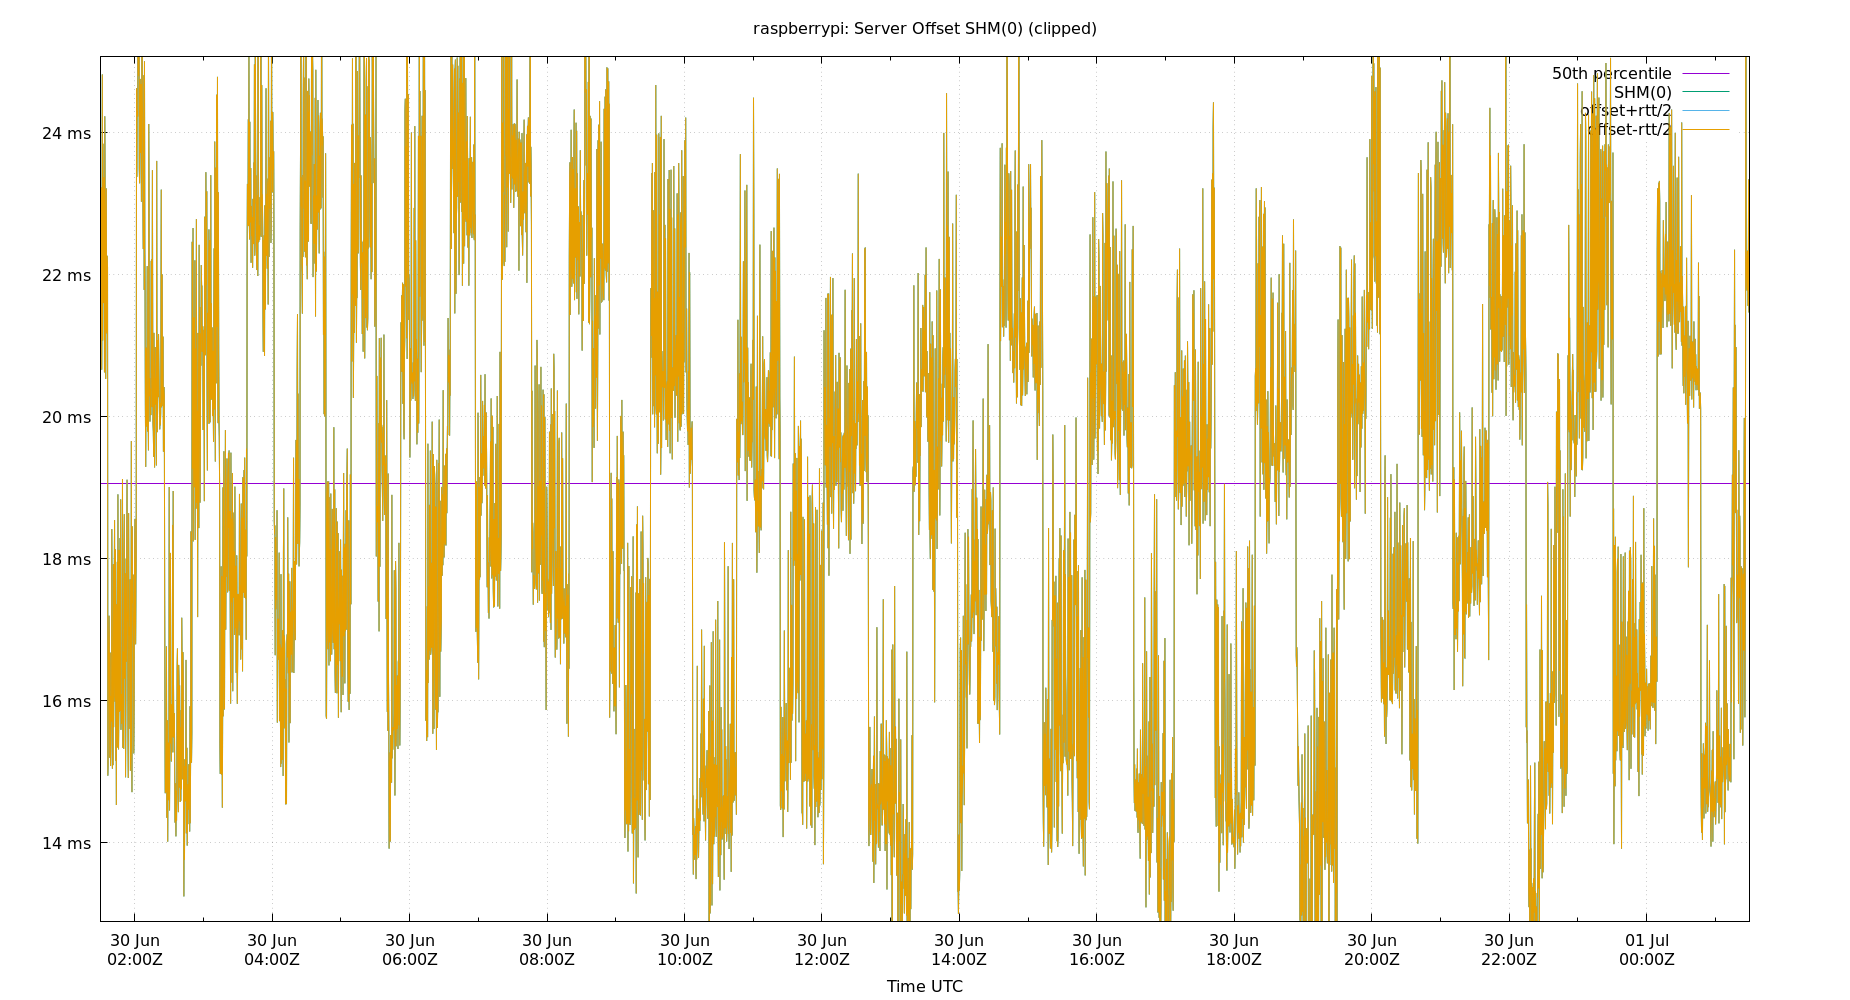 raspberrypi: Server Offset SHM(0) (clipped)
50th percentile
SHM(0)
offset+rtt/2
offset-rtt/2
24 ms
22 ms
20 ms
18 ms
16 ms
14 ms
30 Jun 30 Jun 30 Jun 30 Jun 30 Jun 30 Jun 30 Jun 30 Jun 30 Jun 30 Jun 30 Jun 01 Jul
02:00Z 04:00Z 06:00Z 08:00Z 10:00Z 12:00Z 14:00Z 16:00Z 18:00Z 20:00Z 22:00Z 00:00Z
Time UTC